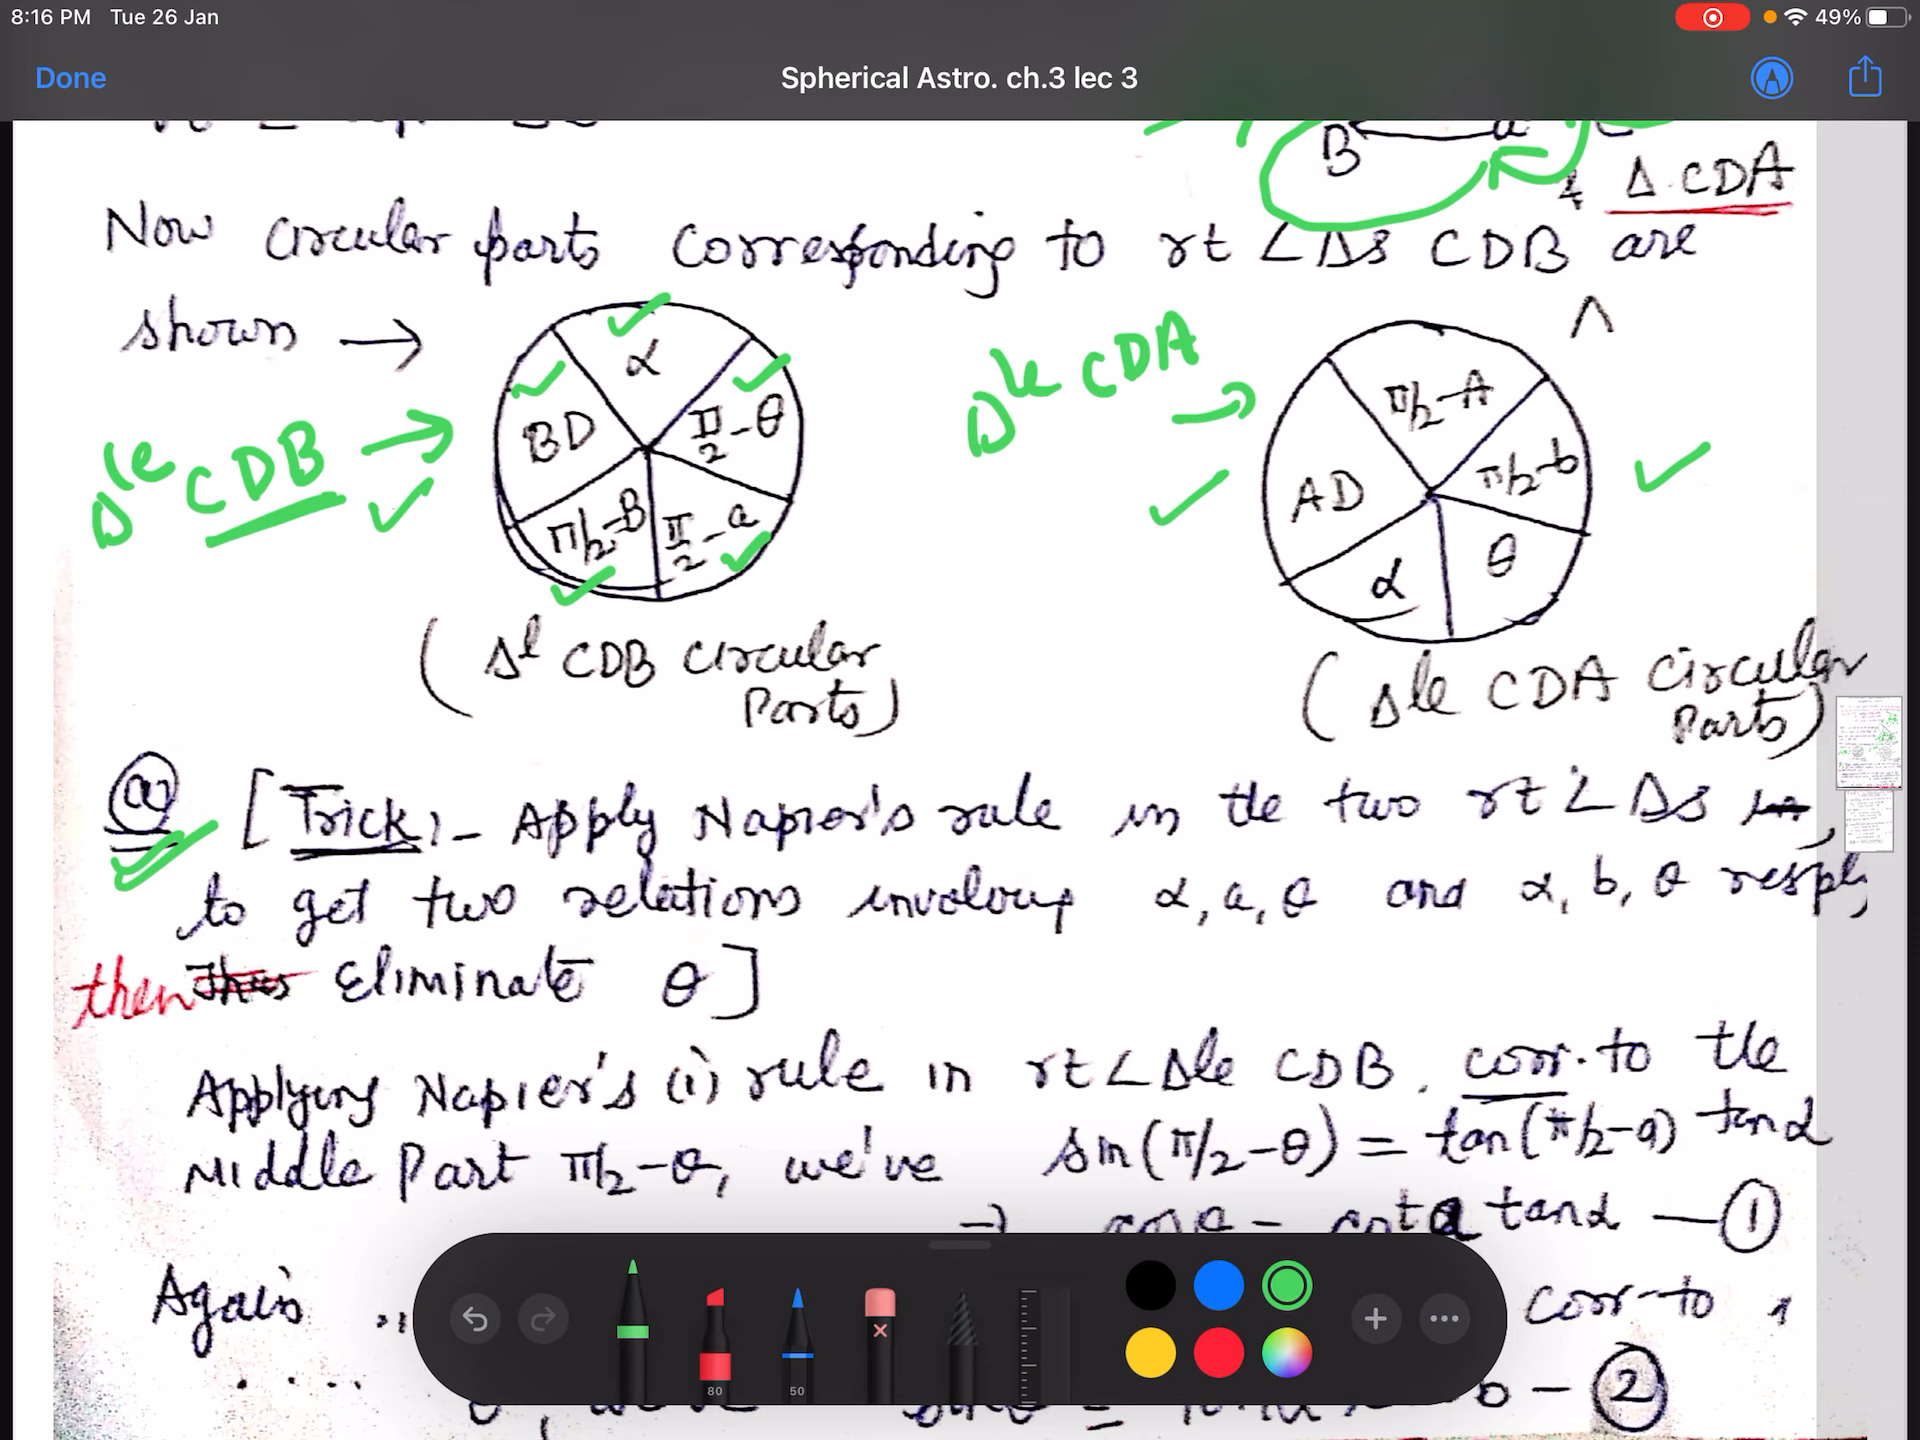 8:16 PM Tue 26 Jan
49%
Done
Spherical Astro. ch.3 lec 3
B a
& Δ CDA
Now circular parts corresponding to rt ∠ Δs CDB are
shown →
α
BD
π/2-θ
π/2-B
π/2-a
Δle CDB →
Δle CDA →
π/2-A
AD
π/2-b
α
θ
(Δl CDB circular
Parts)
(Δle CDA circular
Parts)
(a) [Trick:- Apply Napier's rule in the two rt ∠ Δs
to get two relations involving α, a, θ and α, b, θ resply
then Eliminate θ]
Applying Napier's (i) rule in rt∠Δle CDB. corr. to the
Middle Part π/2-θ, we've sin(π/2-θ) = tan(π/2-a) tanα
→ cosθ = cota tanα — ①
Again corr-to
— ②
80
50